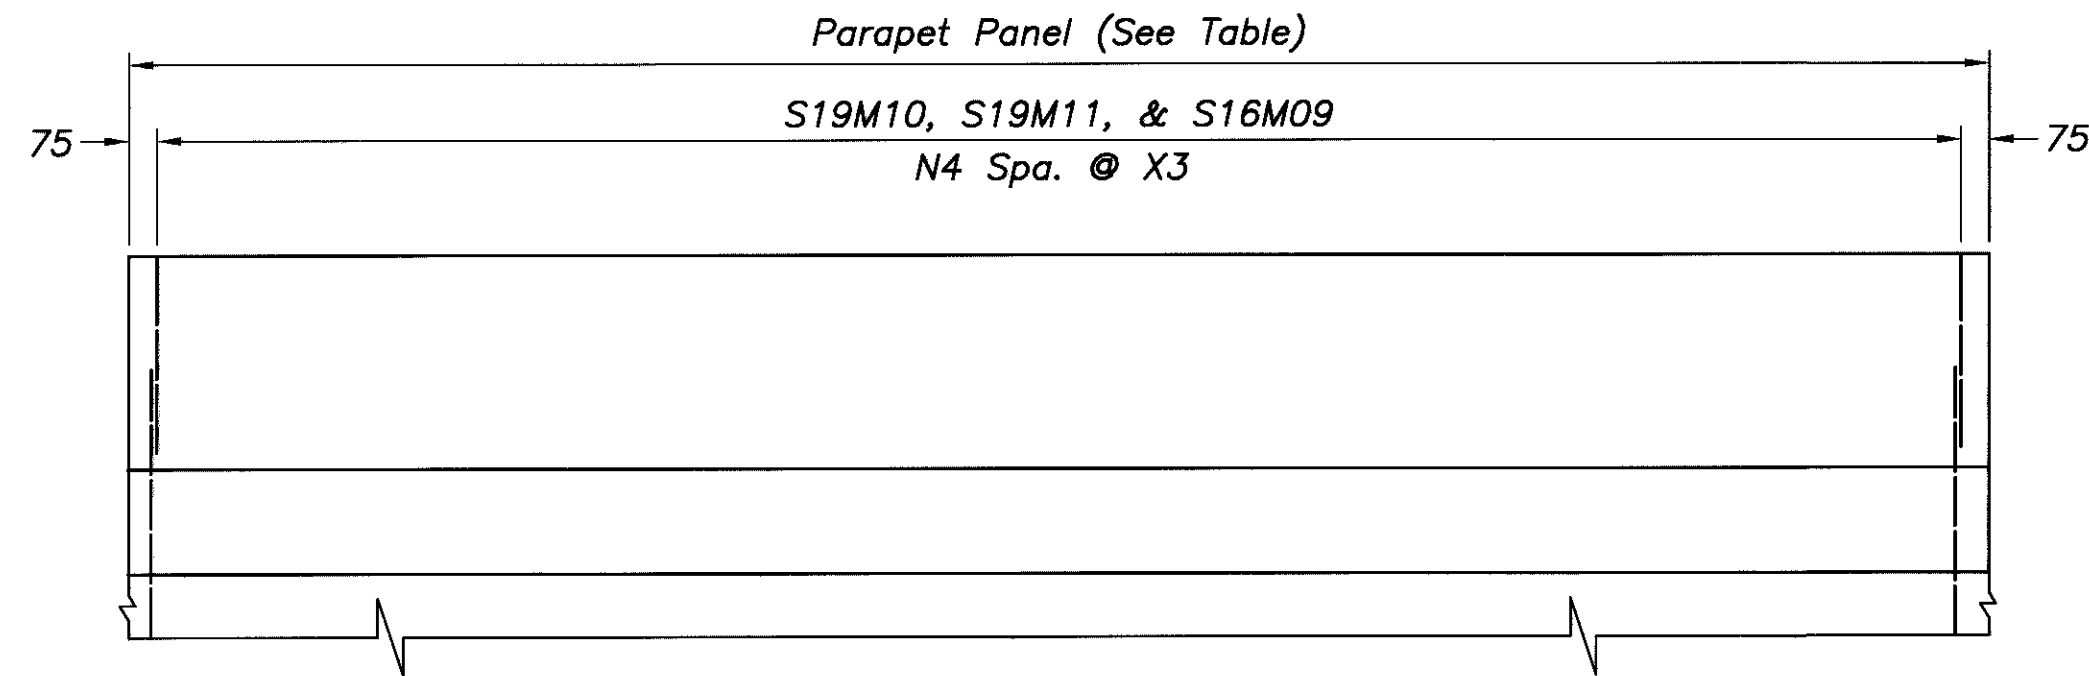 Parapet Panel (See Table)
S19M10, S19M11, & S16M09
75
75
N4 Spa. @ X3